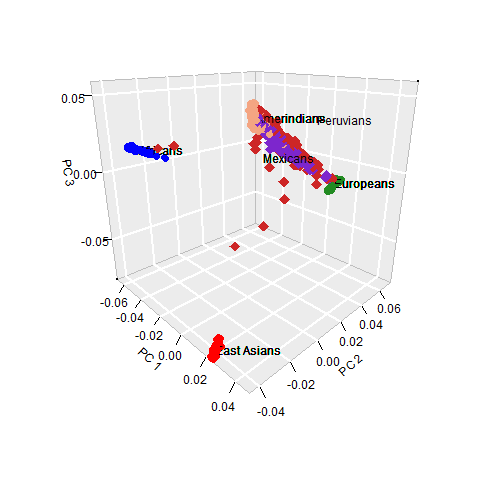 0.05
merindians
Peruvians
ans
Mexicans
PC3
0.00
Europeans
-0.05
-0.06
-0.04
-0.02
0.00
0.02
0.04
PC1
East Asians
0.06
0.04
0.02
0.00
-0.02
-0.04
PC2